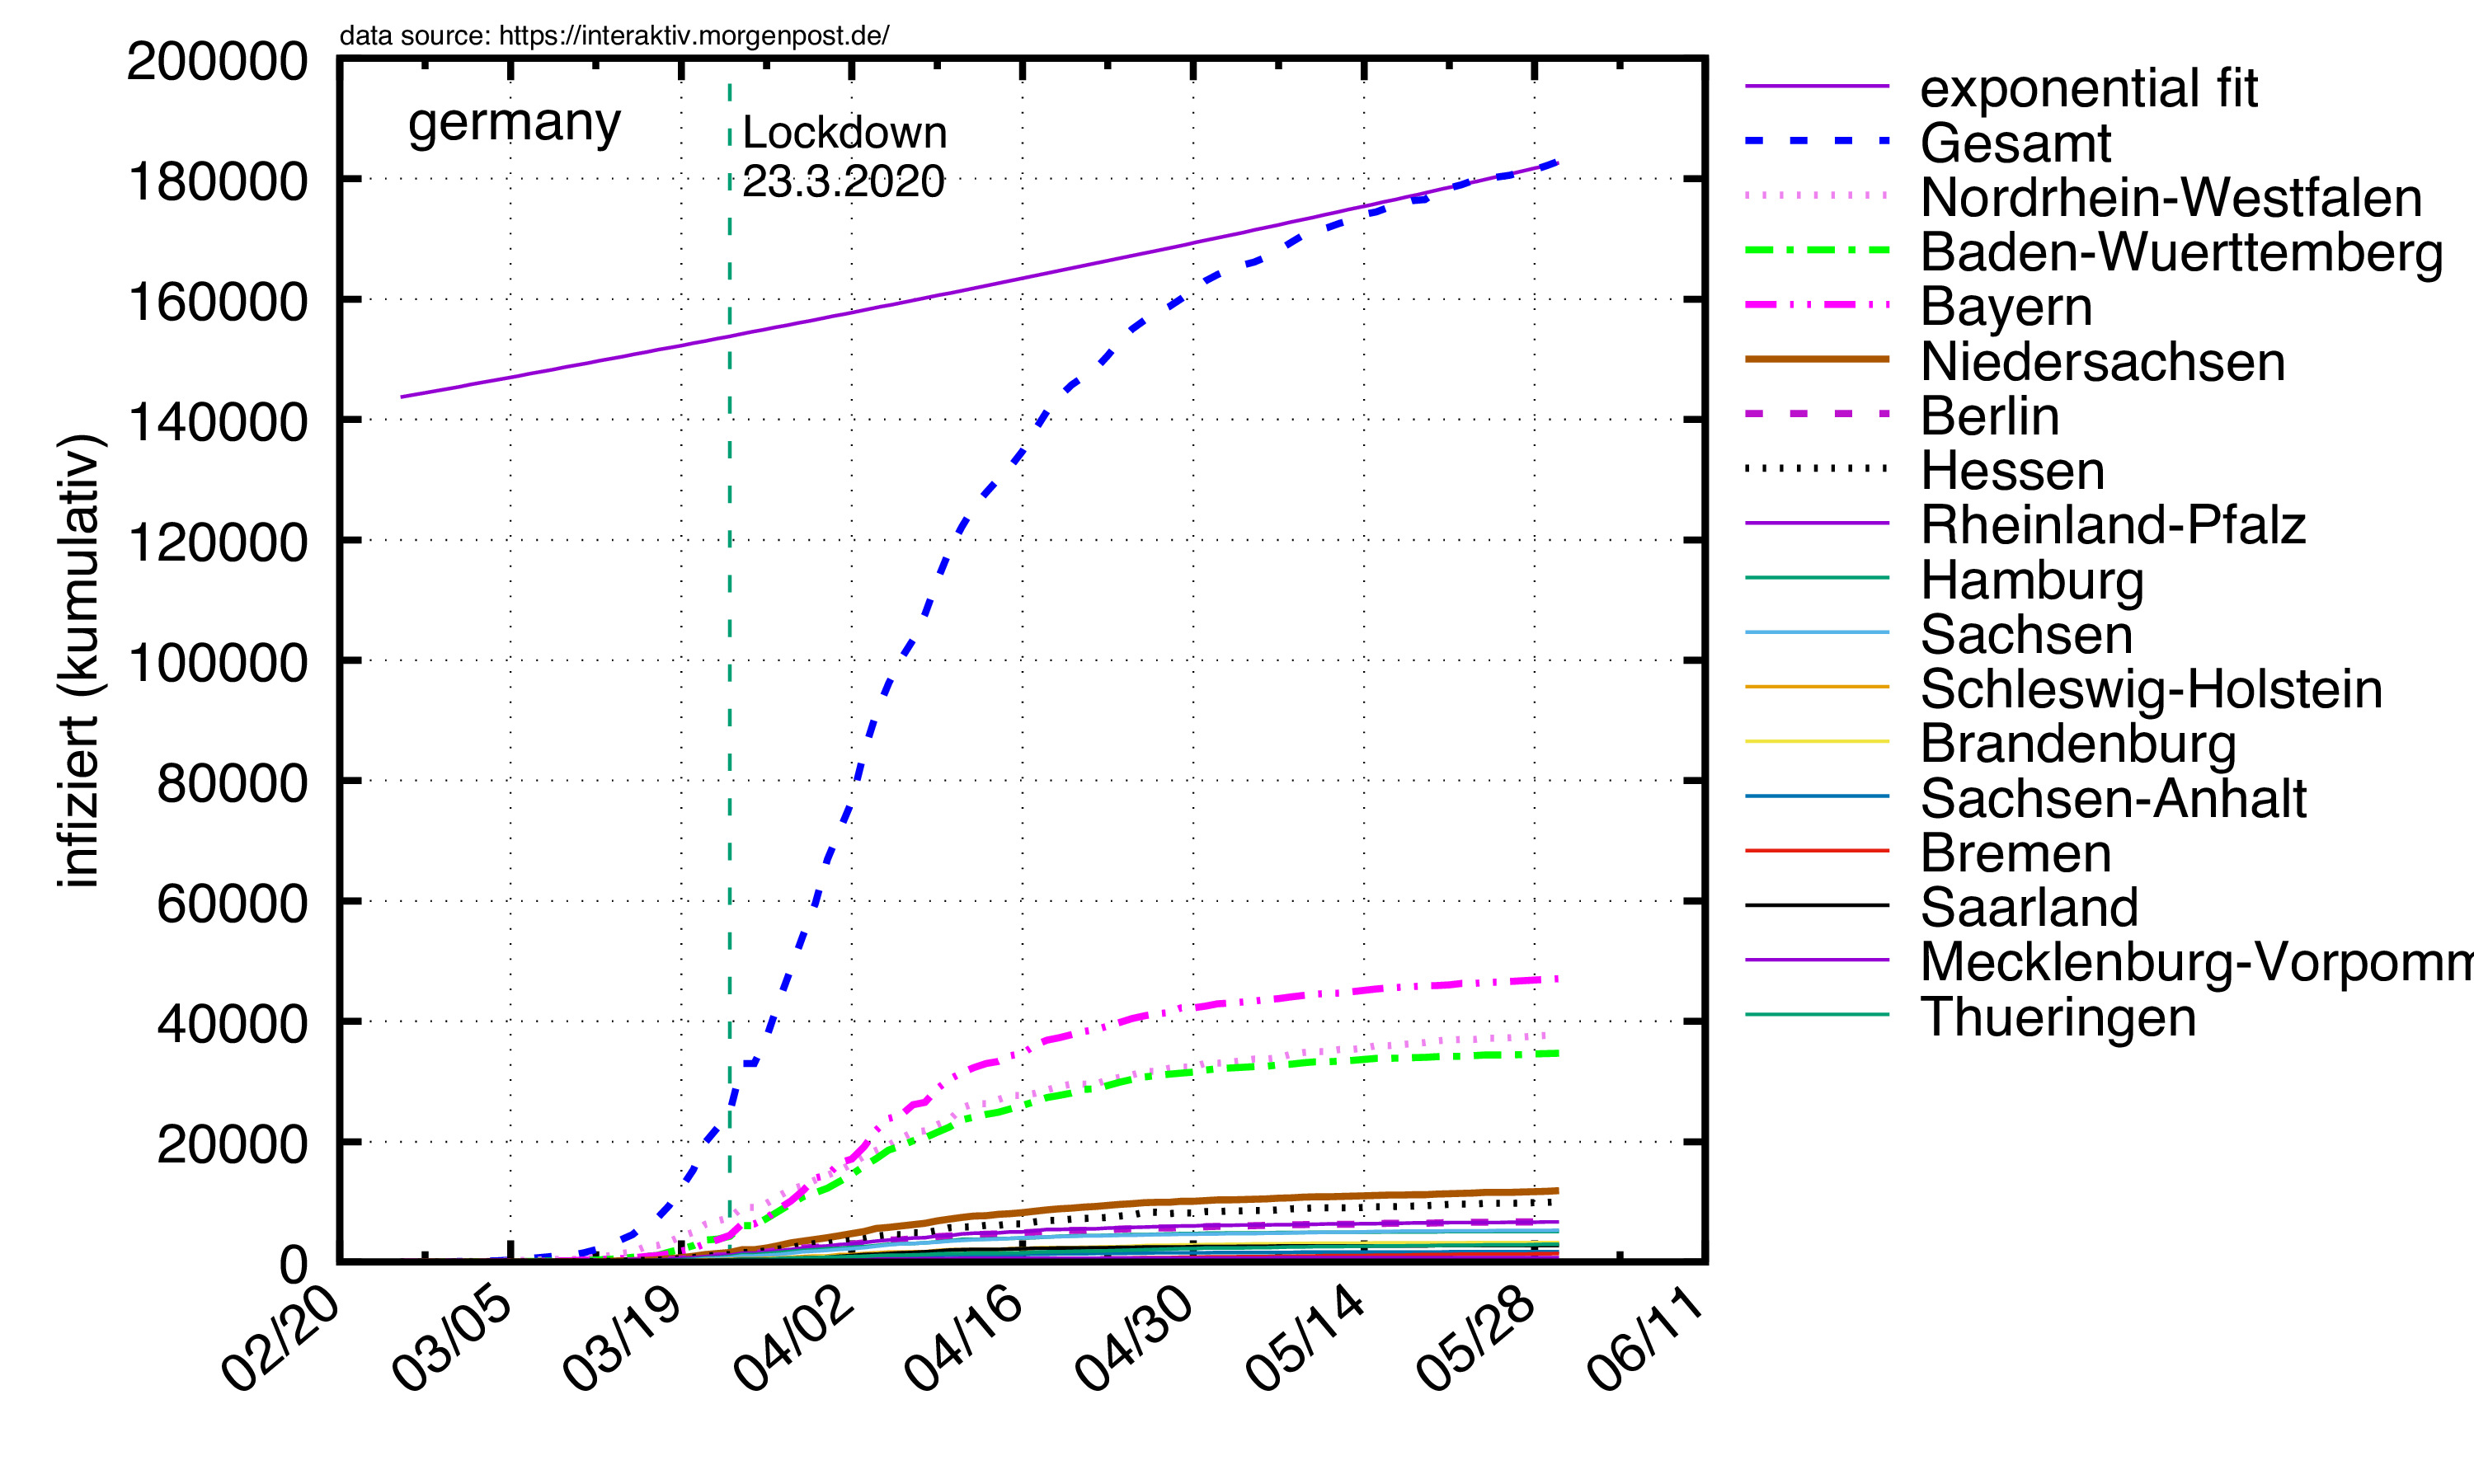 data source: https://interaktiv.morgenpost.de/
germany
Lockdown
23.3.2020
infiziert (kumulativ)
200000
180000
160000
140000
120000
100000
80000
60000
40000
20000
0
02/20
03/05
03/19
04/02
04/16
04/30
05/14
05/28
06/11
exponential fit
Gesamt
Nordrhein-Westfalen
Baden-Wuerttemberg
Bayern
Niedersachsen
Berlin
Hessen
Rheinland-Pfalz
Hamburg
Sachsen
Schleswig-Holstein
Brandenburg
Sachsen-Anhalt
Bremen
Saarland
Mecklenburg-Vorpomm
Thueringen